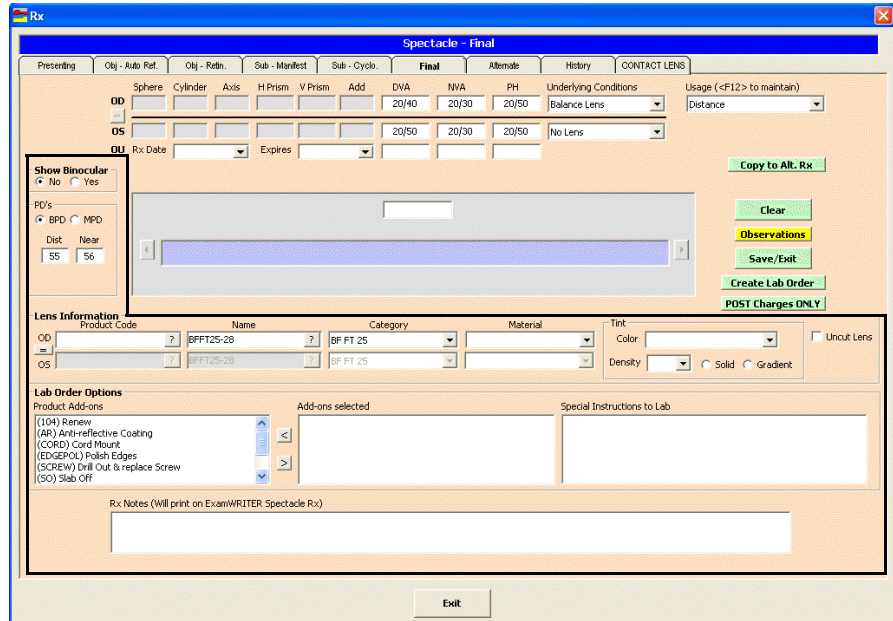 Rx
Spectacle - Final
Presenting Obj - Auto Ref. Obj - Retin. Sub - Manifest Sub - Cyclo. Final Alternate History CONTACT LENS
Sphere Cylinder Axis H Prism V Prism Add DVA NVA PH Underlying Conditions Usage (<F12> to maintain)
OD 20/40 20/30 20/50 Balance Lens Distance
=
OS 20/50 20/30 20/50 No Lens
OU Rx Date Expires
Copy to Alt. Rx
Show Binocular
No Yes
PD's
BPD MPD
Dist Near
55 56
Clear
Observations
Save/Exit
Create Lab Order
POST Charges ONLY
Lens Information
Product Code Name Category Material Tint
OD ? BFFT25-28 ? BF FT 25 Color Uncut Lens
=
OS ? BFFT25-28 ? BF FT 25 Density Solid Gradient
Lab Order Options
Product Add-ons Add-ons selected Special Instructions to Lab
(104) Renew
(AR) Anti-reflective Coating
(CORD) Cord Mount
(EDGEPOL) Polish Edges
(SCREW) Drill Out & replace Screw
(SO) Slab Off
<
>
Rx Notes (Will print on ExamWRITER Spectacle Rx)
Exit